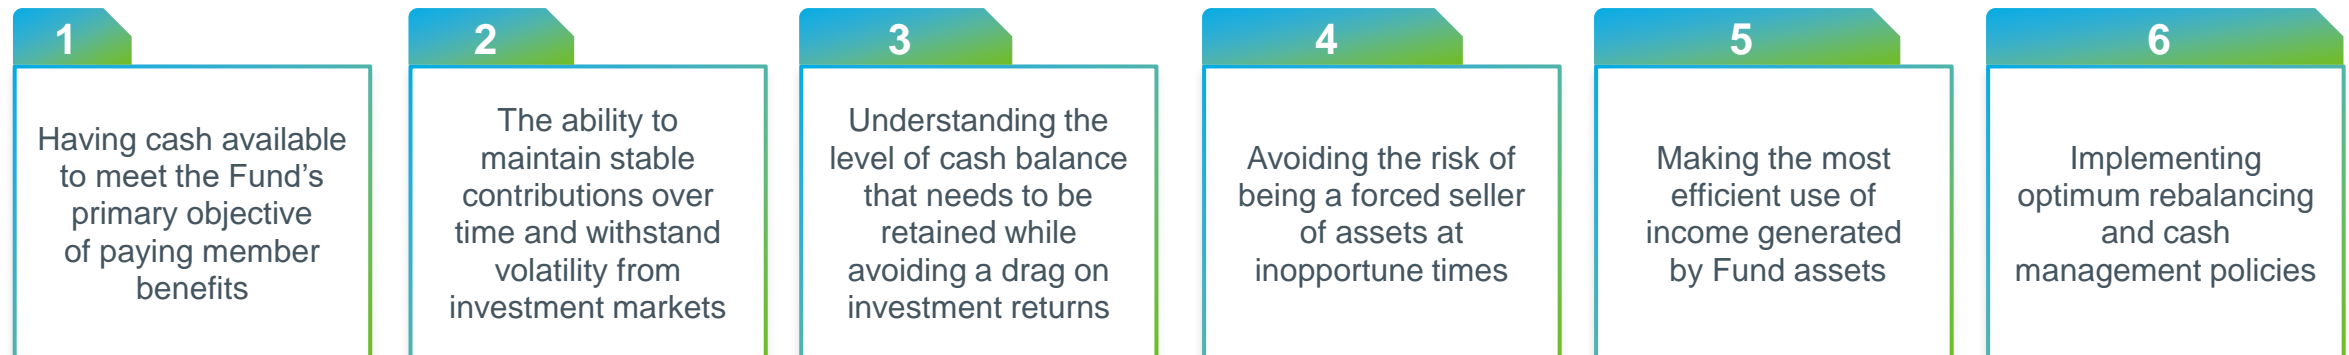 1
Having cash available
to meet the Fund's
primary objective
of paying member
benefits
2
The ability to
maintain stable
contributions over
time and withstand
volatility from
investment markets
3
Understanding the
level of cash balance
that needs to be
retained while
avoiding a drag on
investment returns
4
Avoiding the risk of
being a forced seller
of assets at
inopportune times
5
Making the most
efficient use of
income generated
by Fund assets
6
Implementing
optimum rebalancing
and cash
management policies